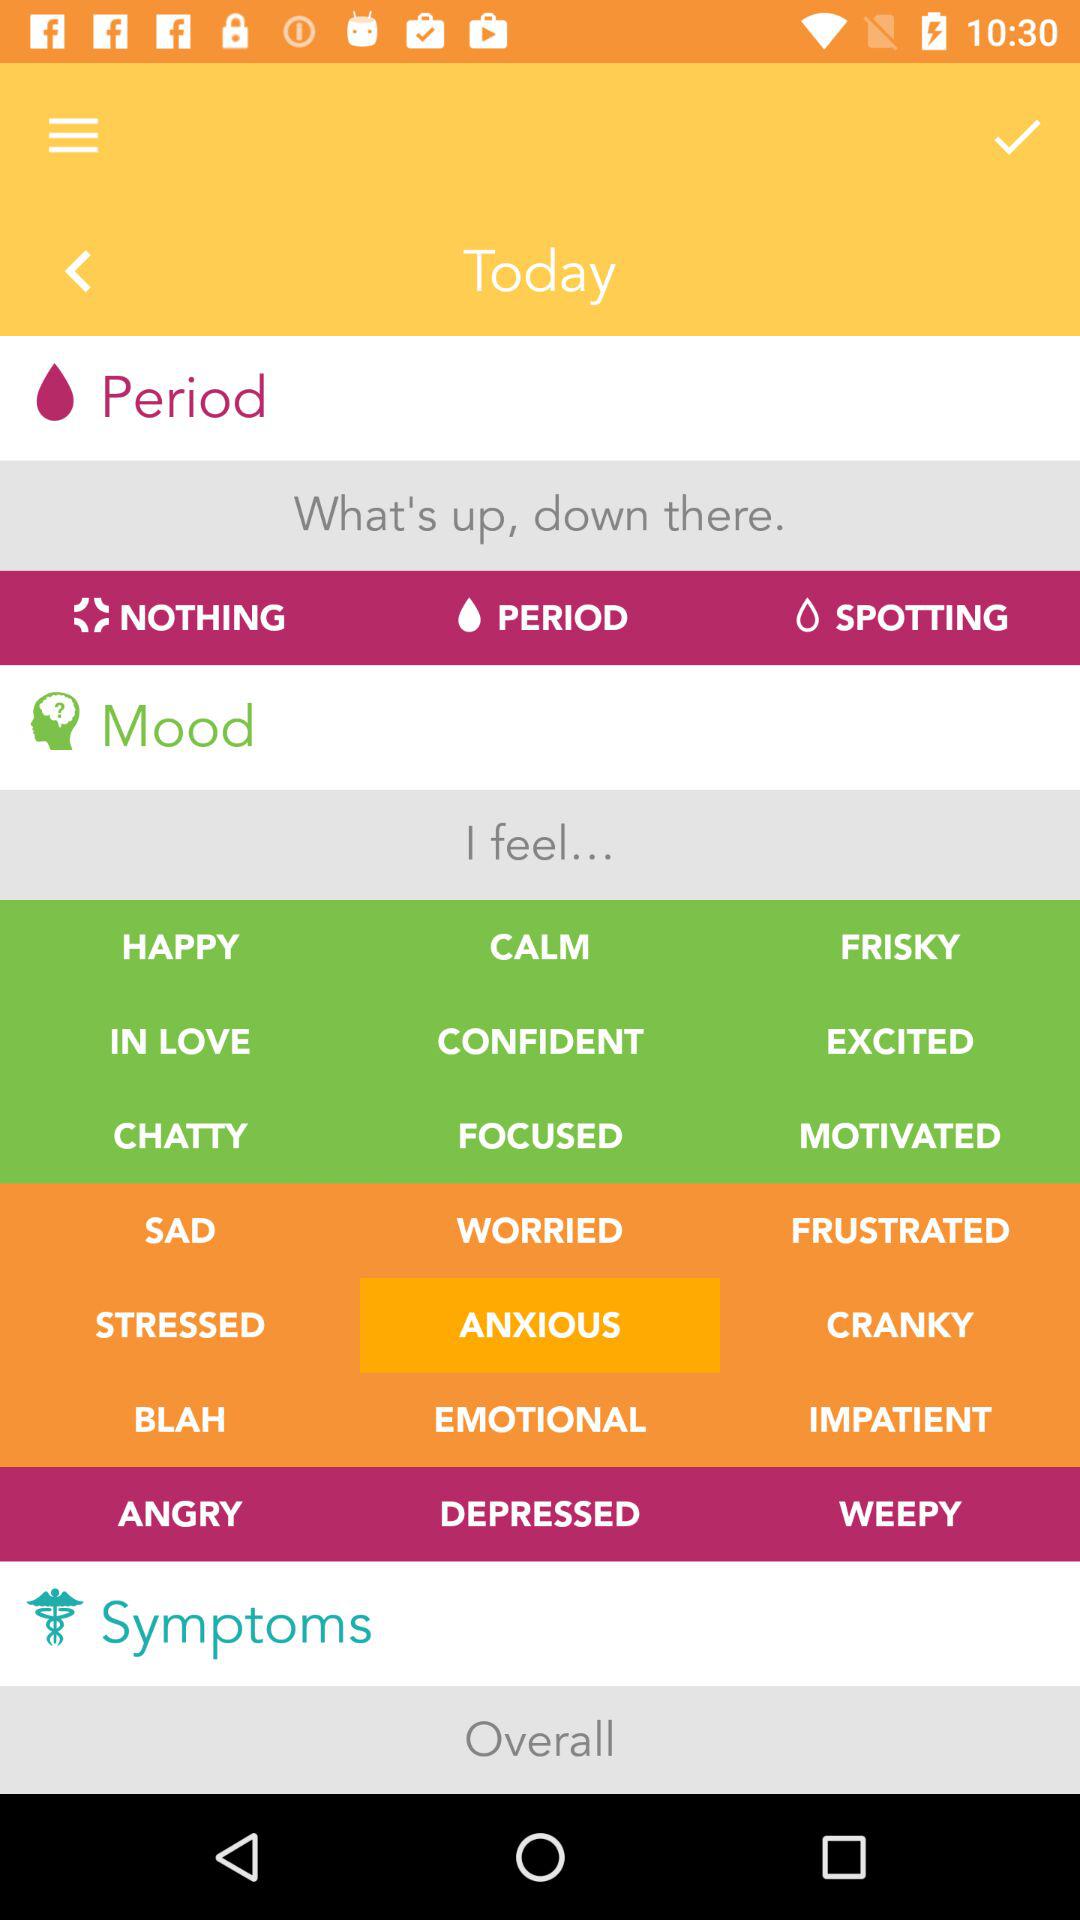 10:30
Today
Period
What's up, down there.
NOTHING PERIOD SPOTTING
Mood
I feel...
HAPPY CALM FRISKY
IN LOVE CONFIDENT EXCITED
CHATTY FOCUSED MOTIVATED
SAD WORRIED FRUSTRATED
STRESSED ANXIOUS CRANKY
BLAH EMOTIONAL IMPATIENT
ANGRY DEPRESSED WEEPY
Symptoms
Overall